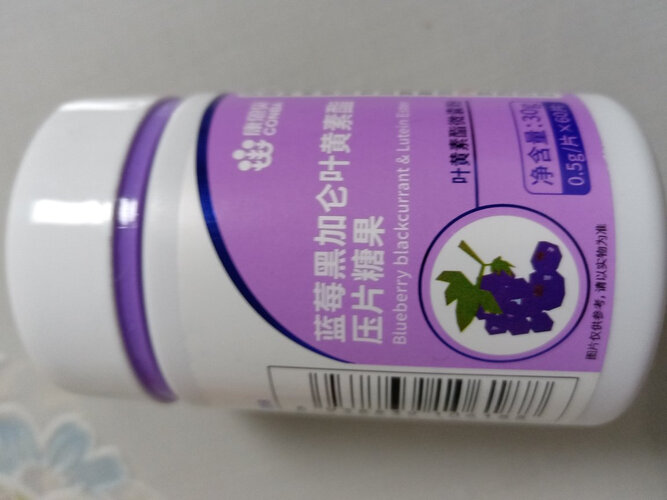 康恩贝
CONBA
蓝莓黑加仑叶黄素酯
压片糖果
Blueberry blackcurrant & Lutein Ester
叶黄素酯微囊粉
净含量:30g
0.5g/片×60片
图片仅供参考,请以实物为准